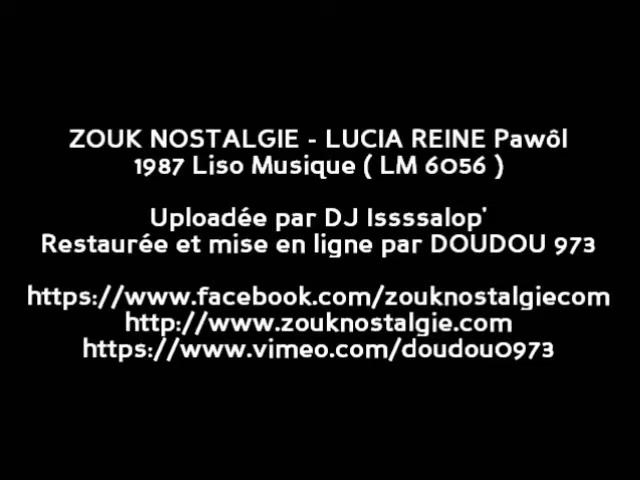 ZOUK NOSTALGIE - LUCIA REINE Pawôl
1987 Liso Musique ( LM 6056 )
Uploadée par DJ Issssalop'
Restaurée et mise en ligne par DOUDOU 973
https://www.facebook.com/zouknostalgiecom
http://www.zouknostalgie.com
https://www.vimeo.com/doudou0973